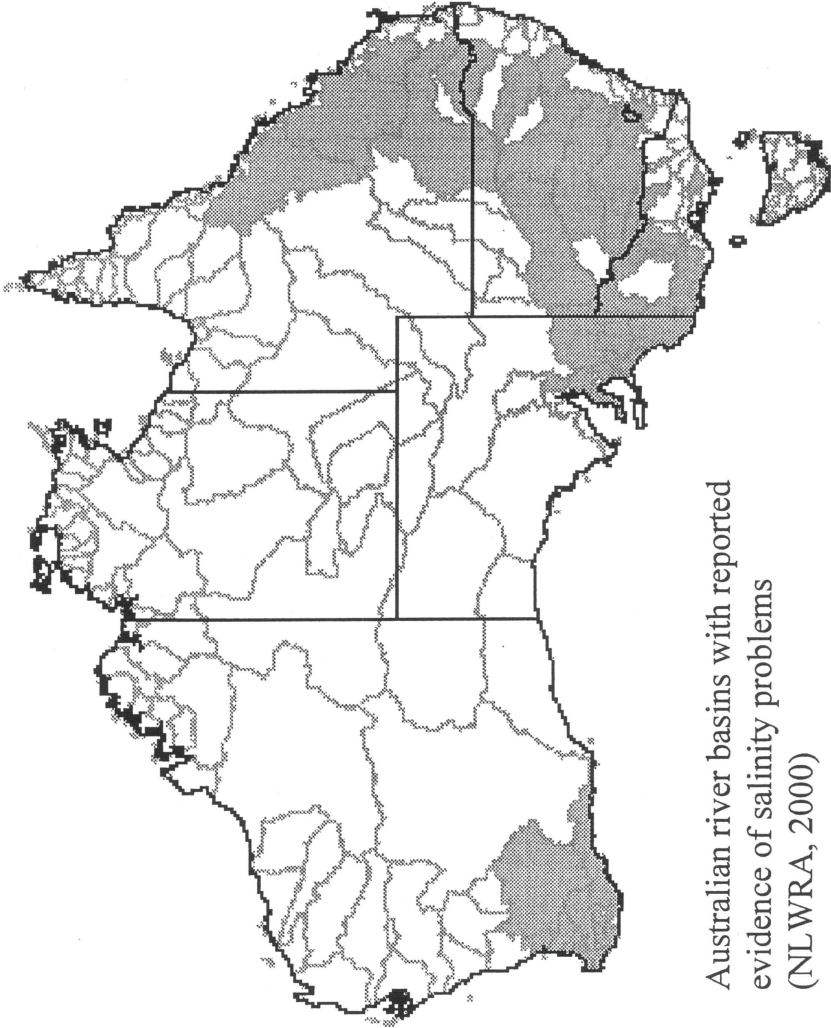 Australian river basins with reported
evidence of salinity problems
(NLWRA, 2000)